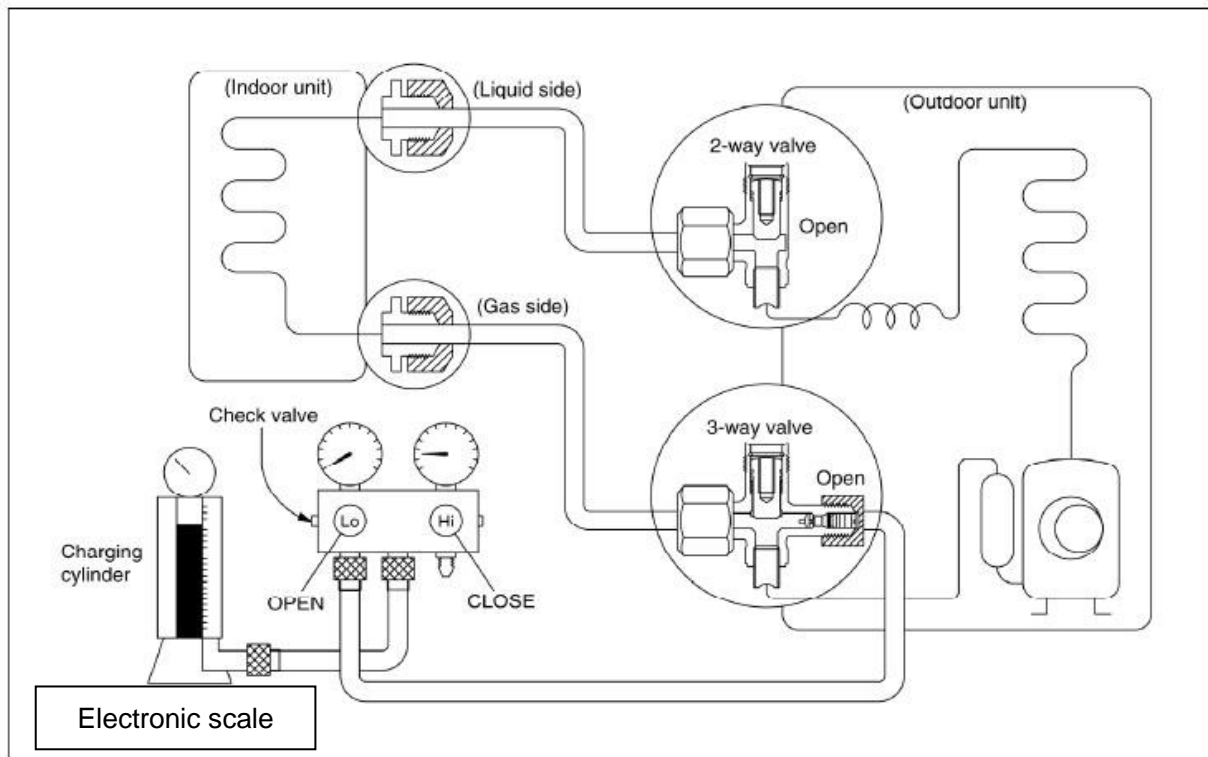 (Indoor unit)
(Liquid side)
(Outdoor unit)
2-way valve
Open
(Gas side)
Check valve
3-way valve
Open
Lo
Hi
Charging
cylinder
OPEN
CLOSE
Electronic scale